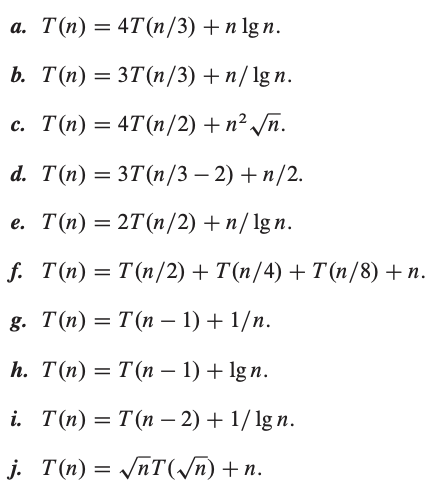 a. T(n) = 4T(n/3) + n lg n.
b. T(n) = 3T(n/3) + n/ lg n.
c. T(n) = 4T(n/2) + n²√n.
d. T(n) = 3T(n/3 − 2) + n/2.
e. T(n) = 2T(n/2) + n/ lg n.
f. T(n) = T(n/2) + T(n/4) + T(n/8) + n.
g. T(n) = T(n − 1) + 1/n.
h. T(n) = T(n − 1) + lg n.
i. T(n) = T(n − 2) + 1/ lg n.
j. T(n) = √nT(√n) + n.